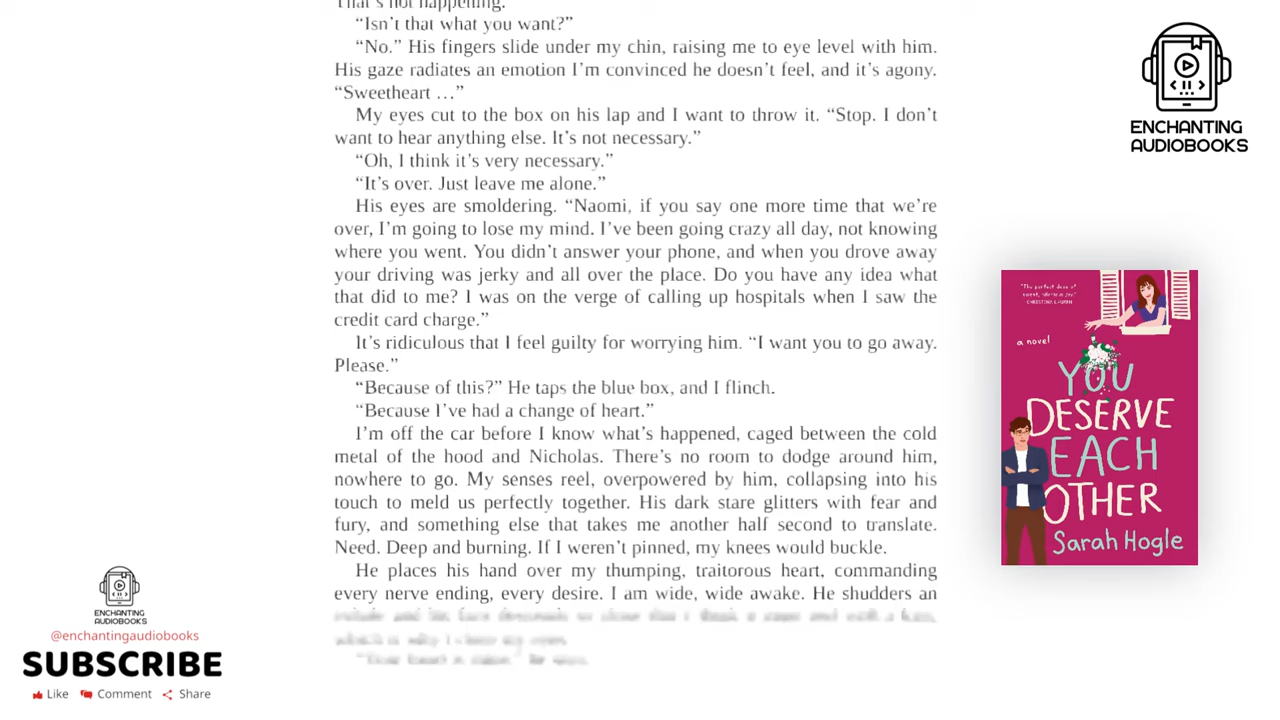 That's not happening.
“Isn’t that what you want?”
“No.” His fingers slide under my chin, raising me to eye level with him.
His gaze radiates an emotion I’m convinced he doesn’t feel, and it’s agony.
“Sweetheart …”
My eyes cut to the box on his lap and I want to throw it. “Stop. I don’t
want to hear anything else. It’s not necessary.”
“Oh, I think it’s very necessary.”
“It’s over. Just leave me alone.”
His eyes are smoldering. “Naomi, if you say one more time that we’re
over, I’m going to lose my mind. I’ve been going crazy all day, not knowing
where you went. You didn’t answer your phone, and when you drove away
your driving was jerky and all over the place. Do you have any idea what
that did to me? I was on the verge of calling up hospitals when I saw the
credit card charge.”
It’s ridiculous that I feel guilty for worrying him. “I want you to go away.
Please.”
“Because of this?” He taps the blue box, and I flinch.
“Because I’ve had a change of heart.”
I’m off the car before I know what’s happened, caged between the cold
metal of the hood and Nicholas. There’s no room to dodge around him,
nowhere to go. My senses reel, overpowered by him, collapsing into his
touch to meld us perfectly together. His dark stare glitters with fear and
fury, and something else that takes me another half second to translate.
Need. Deep and burning. If I weren’t pinned, my knees would buckle.
He places his hand over my thumping, traitorous heart, commanding
every nerve ending, every desire. I am wide, wide awake. He shudders an
ENCHANTING
AUDIOBOOKS
a novel
YOU
DESERVE
EACH
OTHER
Sarah Hogle
ENCHANTING
AUDIOBOOKS
@enchantingaudiobooks
SUBSCRIBE
Like Comment Share